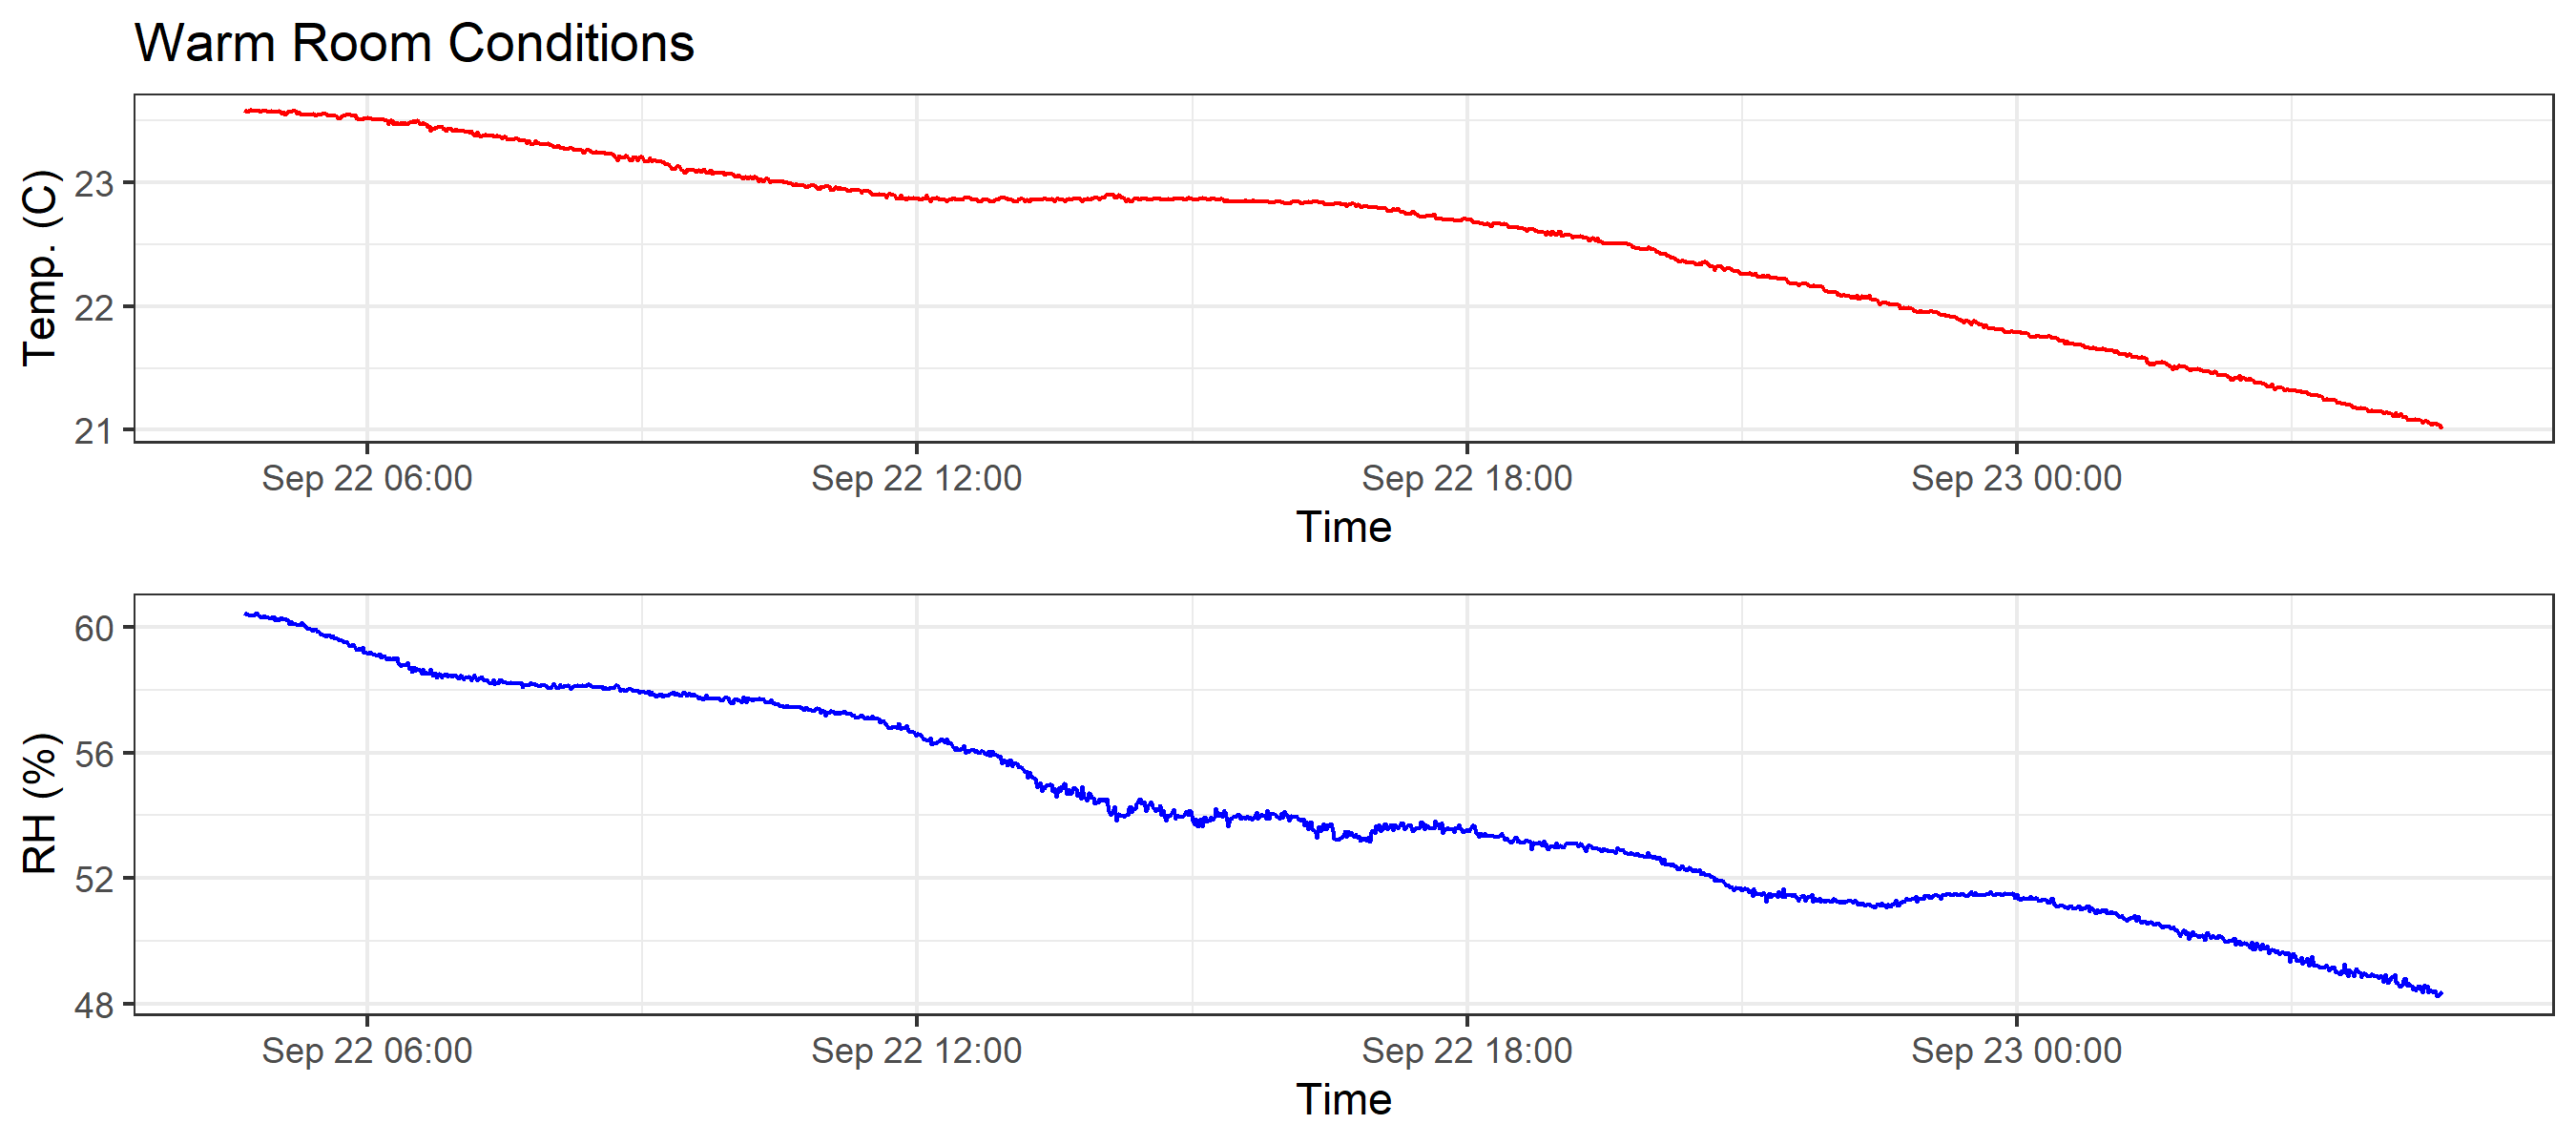 Warm Room Conditions
Temp. (C)
23
22
21
Sep 22 06:00 Sep 22 12:00 Sep 22 18:00 Sep 23 00:00
Time
RH (%)
60
56
52
48
Sep 22 06:00 Sep 22 12:00 Sep 22 18:00 Sep 23 00:00
Time